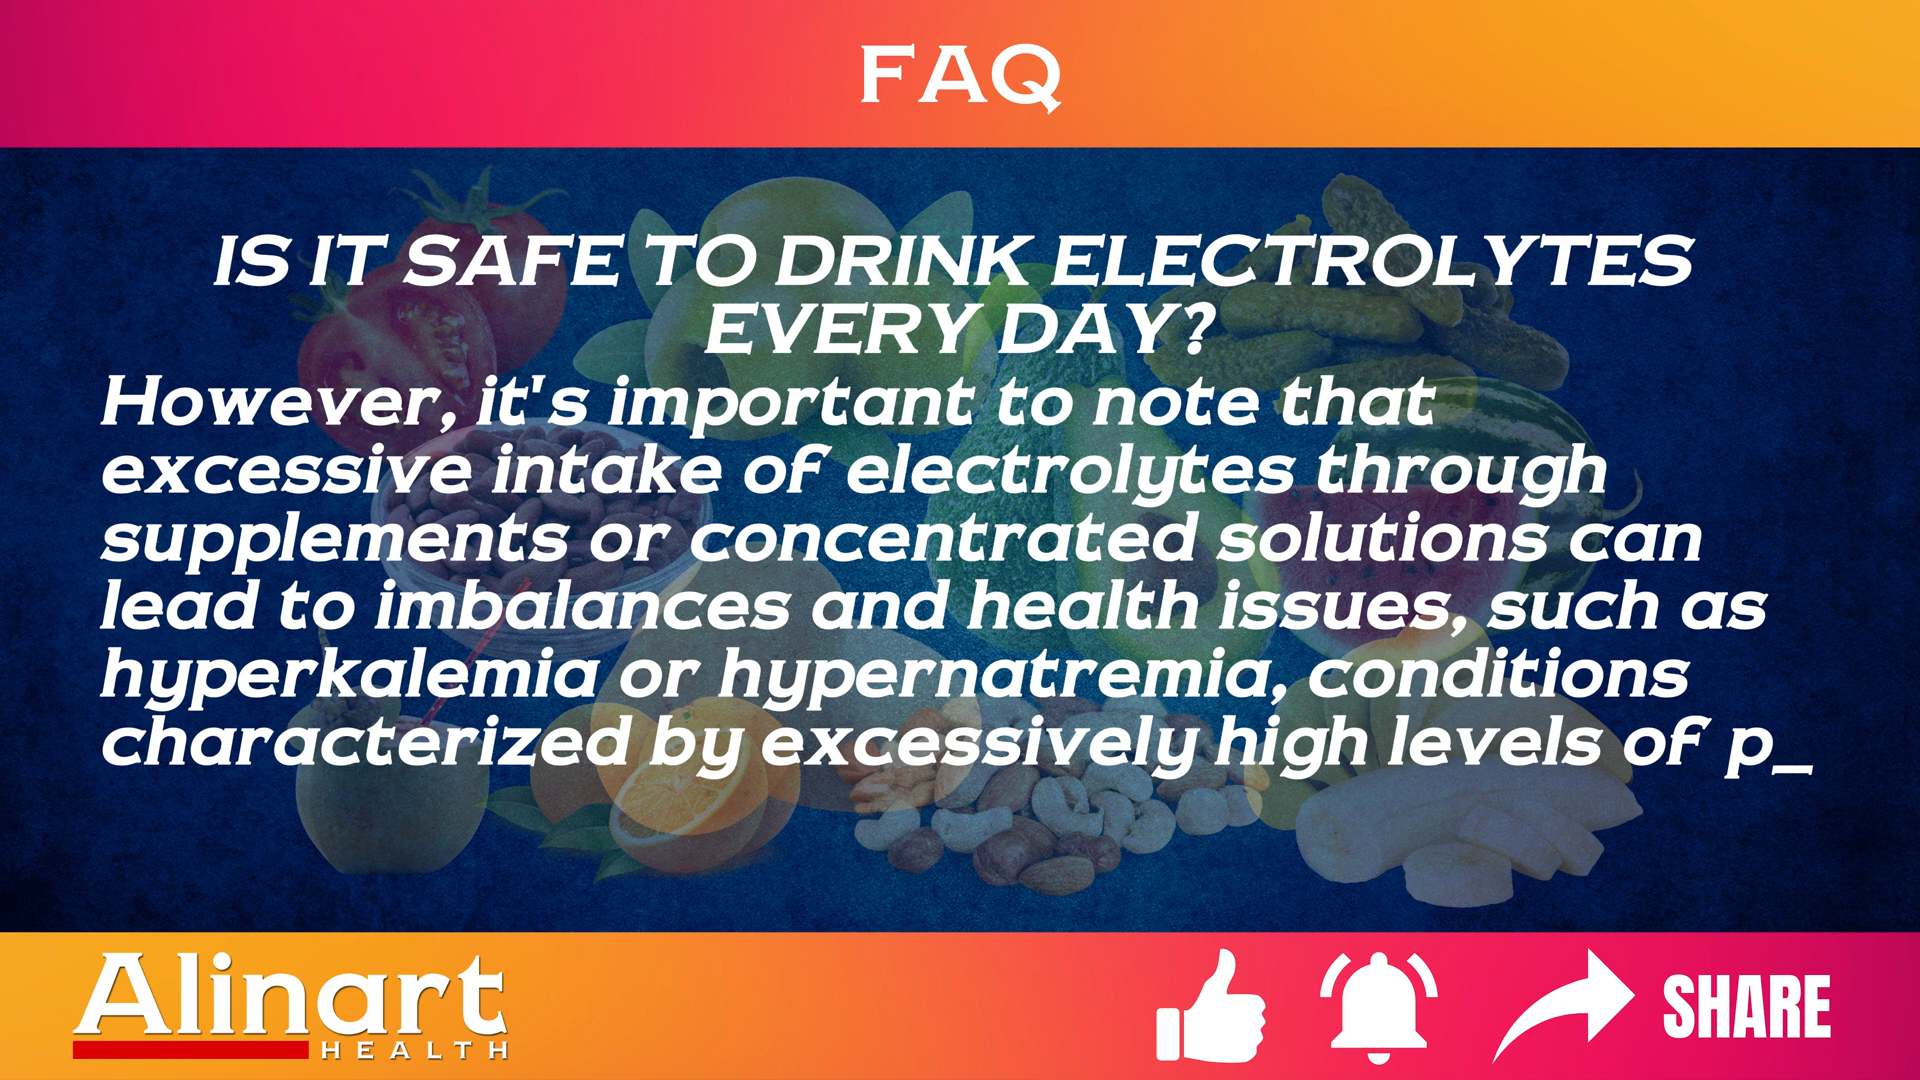 FAQ
IS IT SAFE TO DRINK ELECTROLYTES
EVERY DAY?
However, it's important to note that
excessive intake of electrolytes through
supplements or concentrated solutions can
lead to imbalances and health issues, such as
hyperkalemia or hypernatremia, conditions
characterized by excessively high levels of p_
Alinart
HEALTH
SHARE